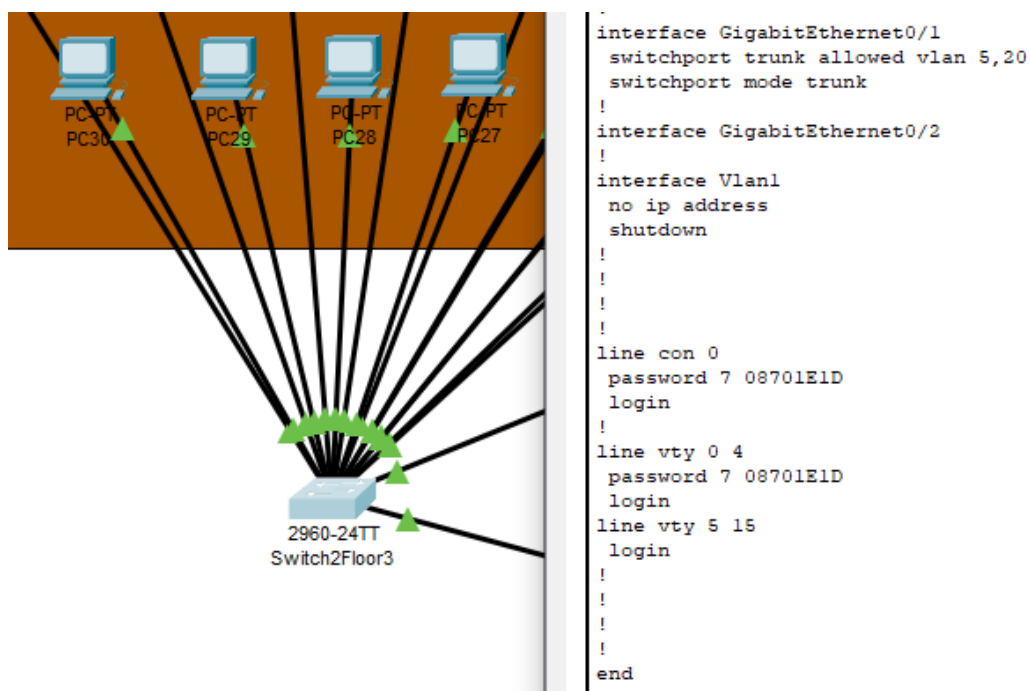 PC-PT
PC30
PC-PT
PC29
PC-PT
PC28
PC-PT
PC27
2960-24TT
Switch2Floor3
!
interface GigabitEthernet0/1
switchport trunk allowed vlan 5,20
switchport mode trunk
!
interface GigabitEthernet0/2
!
interface Vlan1
no ip address
shutdown
!
!
!
!
line con 0
password 7 08701E1D
login
!
line vty 0 4
password 7 08701E1D
login
line vty 5 15
login
!
!
!
!
end